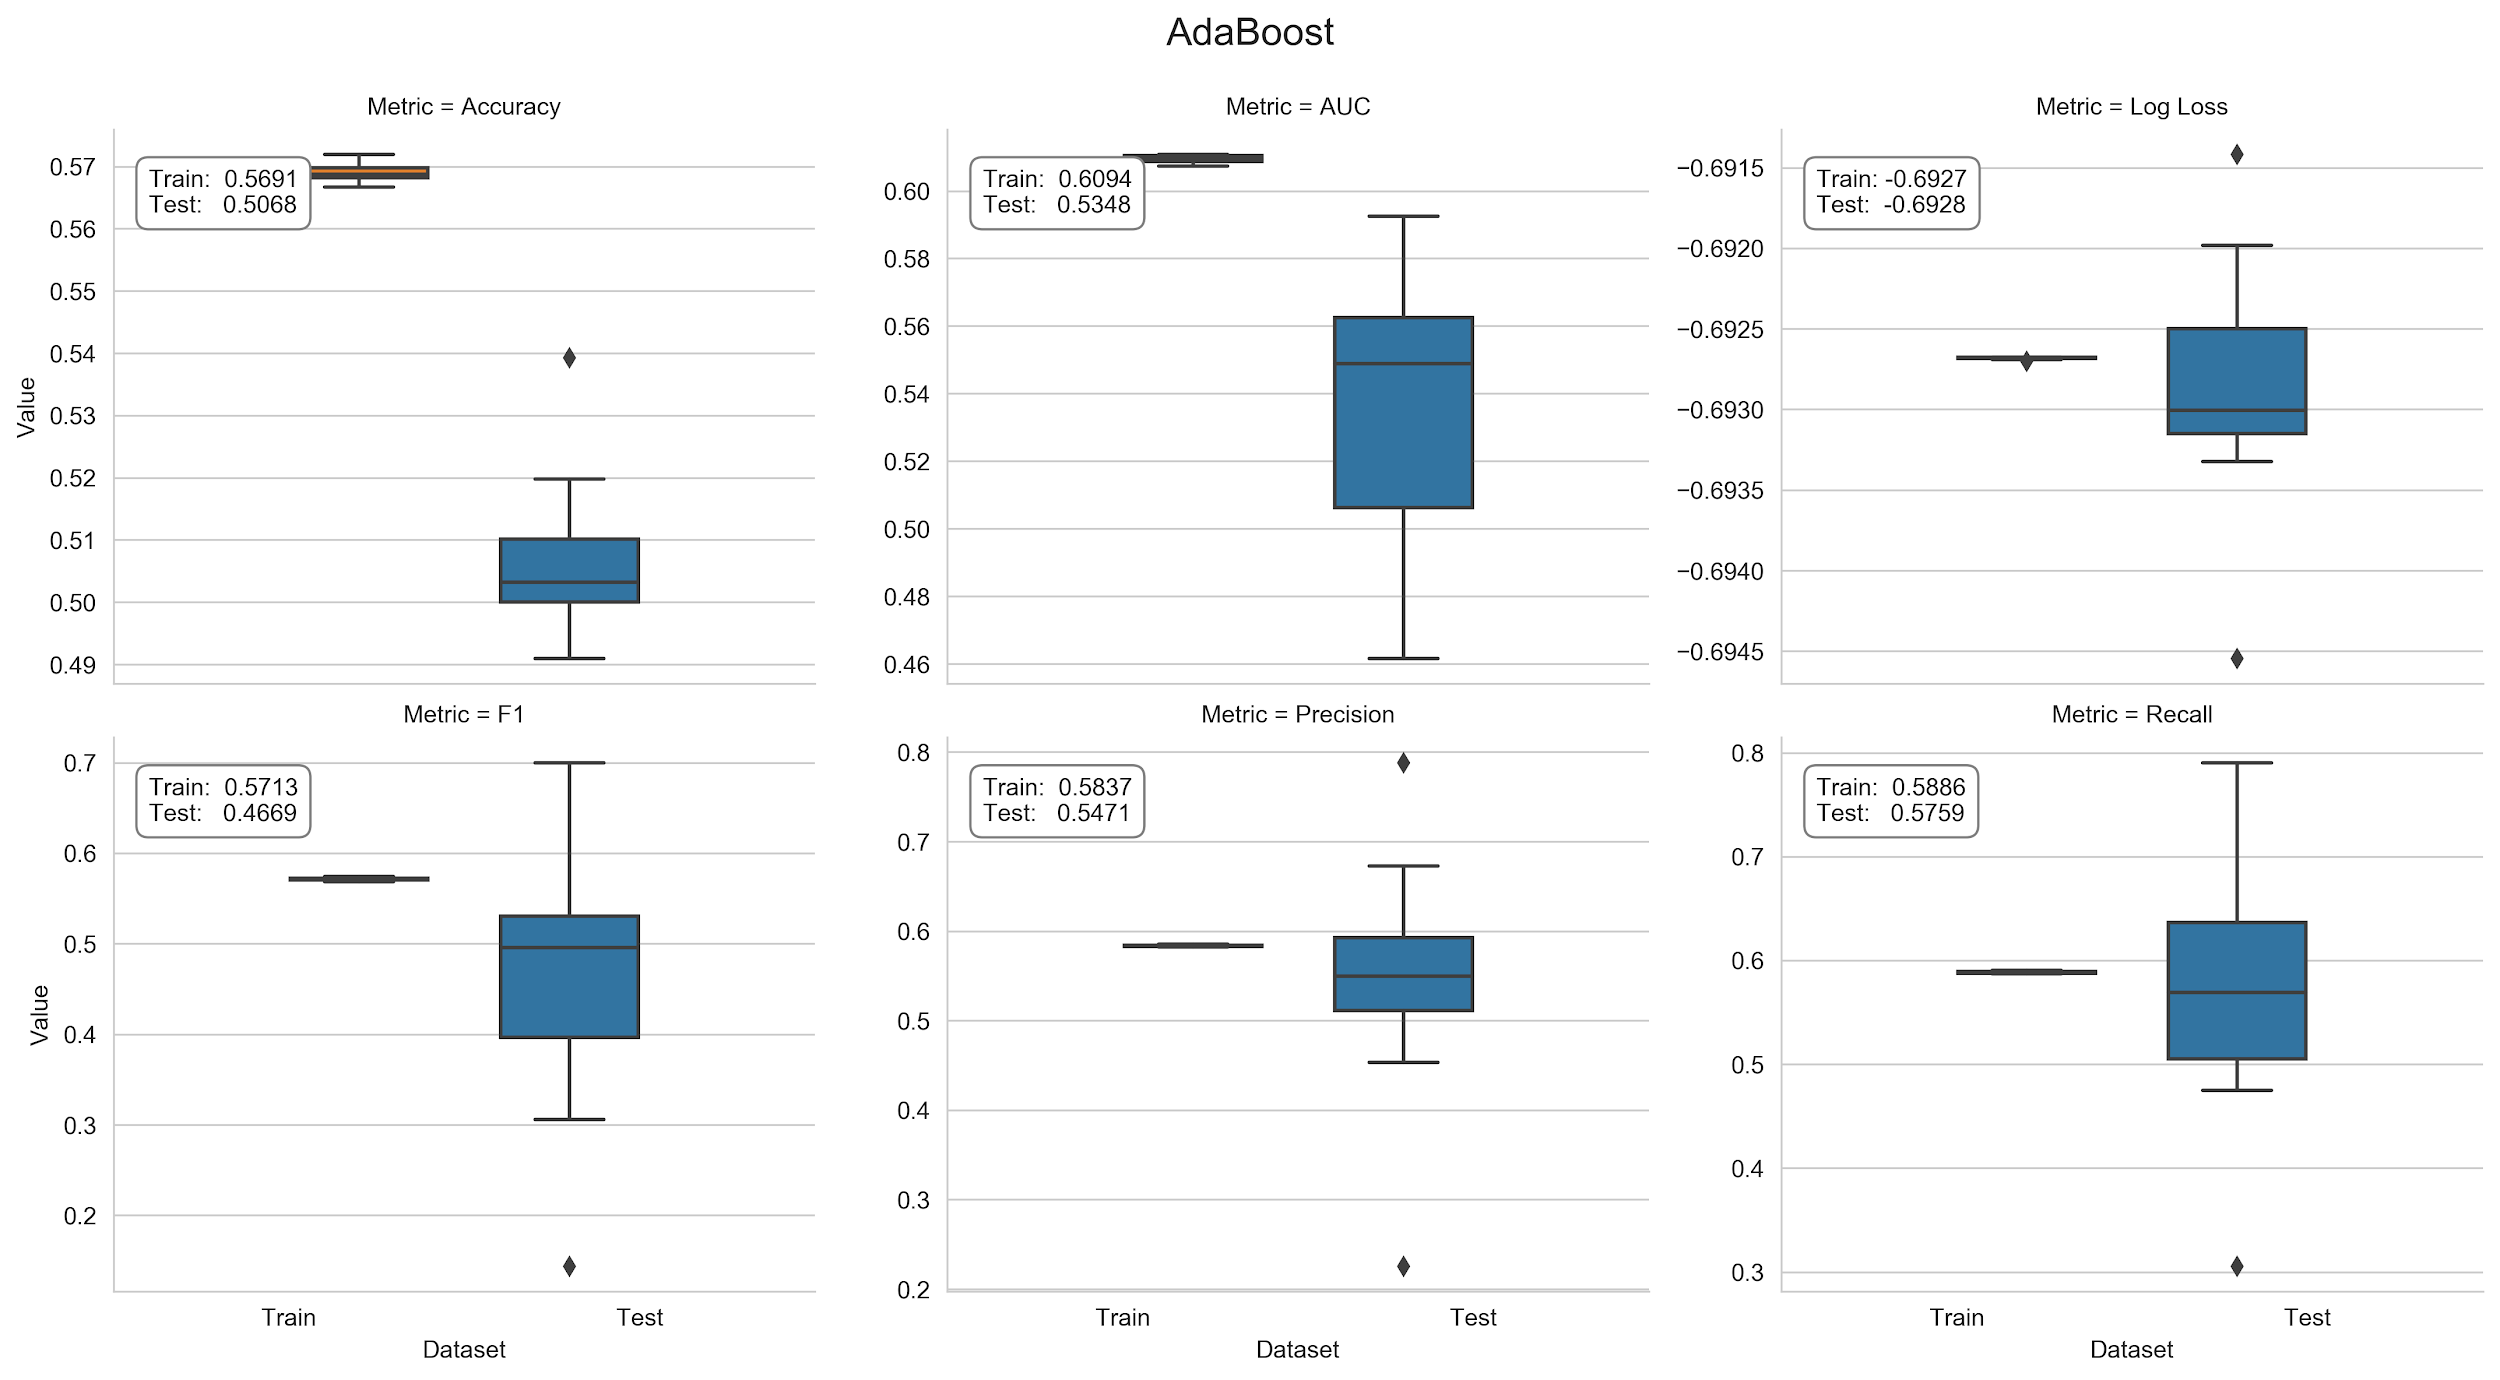 AdaBoost
Metric = Accuracy
Value
0.57
0.56
0.55
0.54
0.53
0.52
0.51
0.50
0.49
Train: 0.5691
Test: 0.5068
Metric = AUC
0.60
0.58
0.56
0.54
0.52
0.50
0.48
0.46
Train: 0.6094
Test: 0.5348
Metric = Log Loss
−0.6915
−0.6920
−0.6925
−0.6930
−0.6935
−0.6940
−0.6945
Train: -0.6927
Test: -0.6928
Metric = F1
Value
0.7
0.6
0.5
0.4
0.3
0.2
Train: 0.5713
Test: 0.4669
Train Test
Dataset
Metric = Precision
0.8
0.7
0.6
0.5
0.4
0.3
0.2
Train: 0.5837
Test: 0.5471
Train Test
Dataset
Metric = Recall
0.8
0.7
0.6
0.5
0.4
0.3
Train: 0.5886
Test: 0.5759
Train Test
Dataset